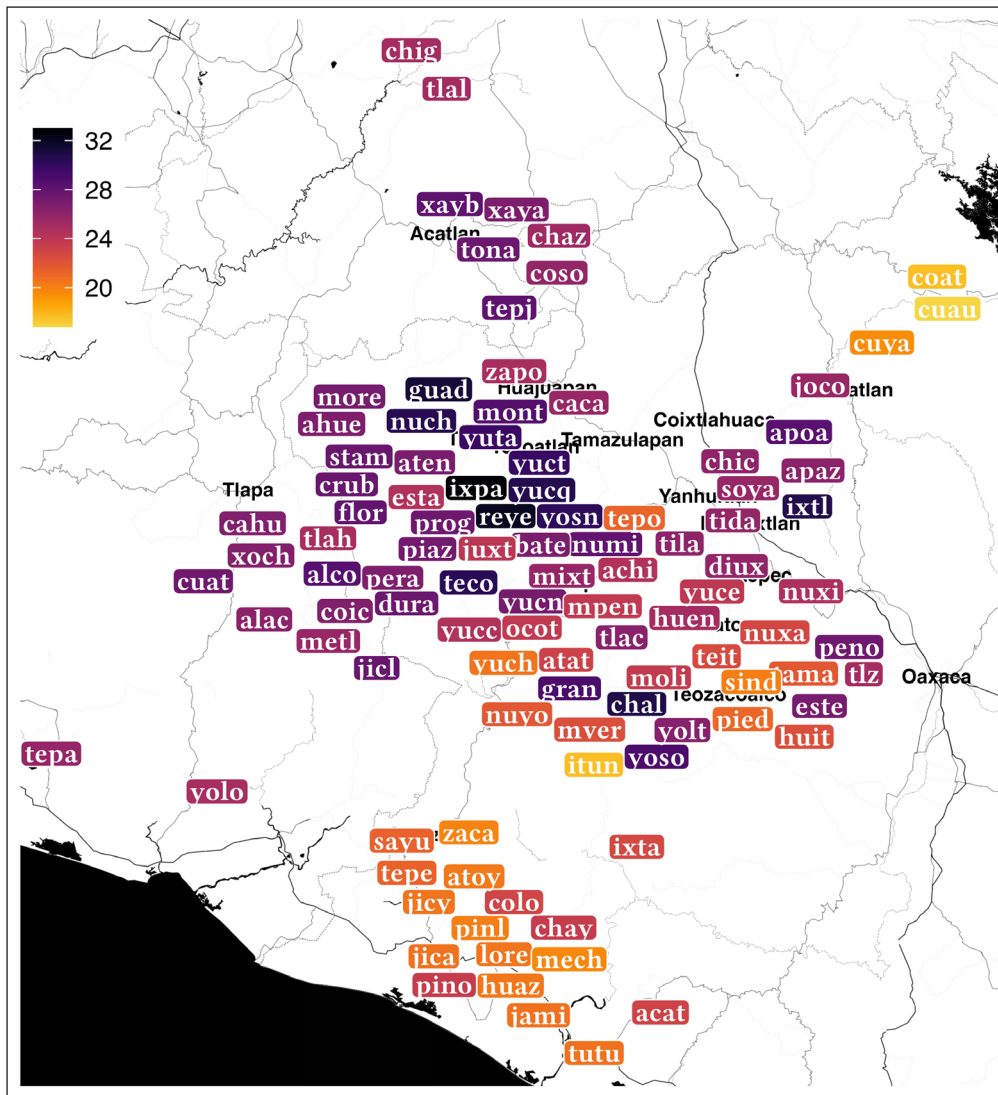 chig
tlal
32
28
24
20
xayb
xaya
Acatlan
chaz
tona
coso
coat
tepj
cuau
cuya
zapo
joco
atlan
Huajuapan
guad
more
caca
mont
nuch
ahue
Coixtlahuaca
apoa
yuta
Tamazulapan
stam
aten
yuct
chic
apaz
crub
ixpa
yucq
soya
Tlapa
esta
Yanhuitlan
ixtl
flor
reye
yosn
tepo
tida
cahu
prog
xtlan
tlah
piaz
juxt
bate
numi
tila
xoch
diux
cuat
alco
pera
teco
mixt
achi
yuce
nuxi
coic
dura
yucn
mpen
alac
huen
metl
yucc
ocot
tlac
nuxa
peno
jicl
yuch
atat
teit
moli
sind
tama
tlz
Oaxaca
gran
Teozacoalco
chal
este
nuyo
mver
yolt
pied
huit
tepa
itun
yoso
yolo
sayu
zaca
ixta
tepe
atoy
jicy
colo
pinl
chay
jica
lore
mech
pino
huaz
jami
acat
tutu